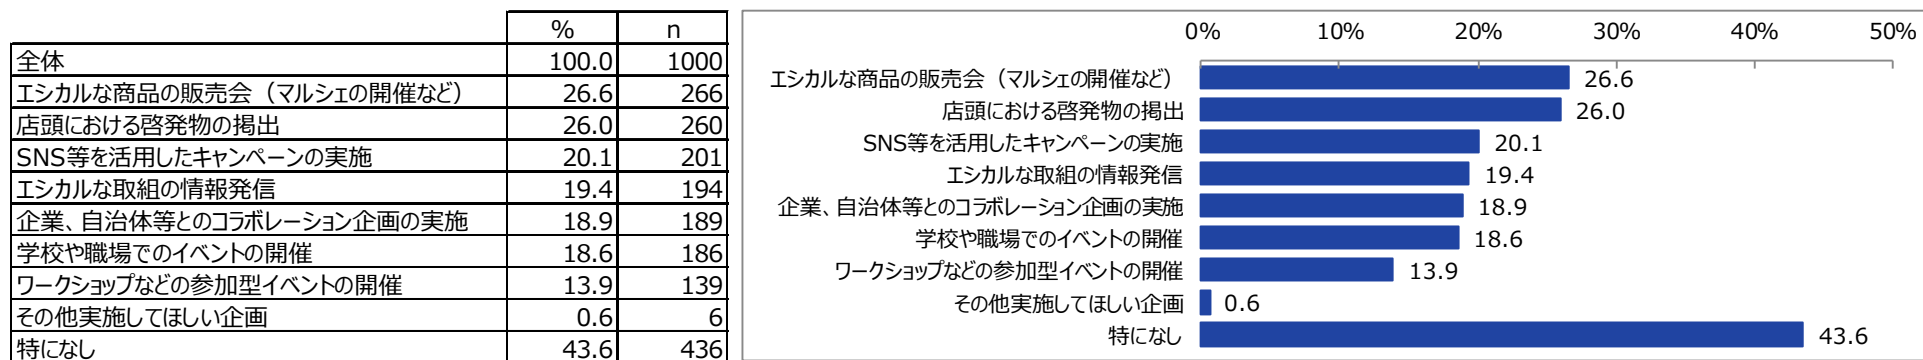 % n
全体 100.0 1000
エシカルな商品の販売会（マルシェの開催など） 26.6 266
店頭における啓発物の掲出 26.0 260
SNS等を活用したキャンペーンの実施 20.1 201
エシカルな取組の情報発信 19.4 194
企業、自治体等とのコラボレーション企画の実施 18.9 189
学校や職場でのイベントの開催 18.6 186
ワークショップなどの参加型イベントの開催 13.9 139
その他実施してほしい企画 0.6 6
特になし 43.6 436
0% 10% 20% 30% 40% 50%
エシカルな商品の販売会（マルシェの開催など） 26.6
店頭における啓発物の掲出 26.0
SNS等を活用したキャンペーンの実施 20.1
エシカルな取組の情報発信 19.4
企業、自治体等とのコラボレーション企画の実施 18.9
学校や職場でのイベントの開催 18.6
ワークショップなどの参加型イベントの開催 13.9
その他実施してほしい企画 0.6
特になし 43.6